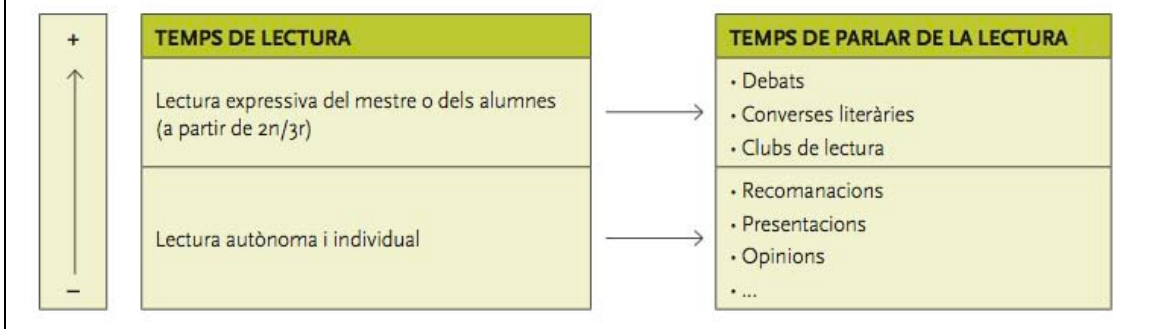 +
–
TEMPS DE LECTURA
Lectura expressiva del mestre o dels alumnes
(a partir de 2n/3r)
Lectura autònoma i individual
TEMPS DE PARLAR DE LA LECTURA
• Debats
• Converses literàries
• Clubs de lectura
• Recomanacions
• Presentacions
• Opinions
• ...